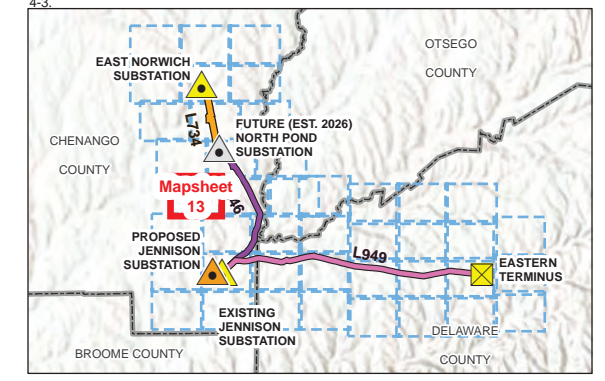 4-3.
OTSEGO
COUNTY
EAST NORWICH
SUBSTATION
L734
FUTURE (EST. 2026)
NORTH POND
SUBSTATION
CHENANGO
COUNTY
Mapsheet
13
46
PROPOSED
JENNISON
SUBSTATION
L949
EASTERN
TERMINUS
EXISTING
JENNISON
SUBSTATION
DELAWARE
COUNTY
BROOME COUNTY